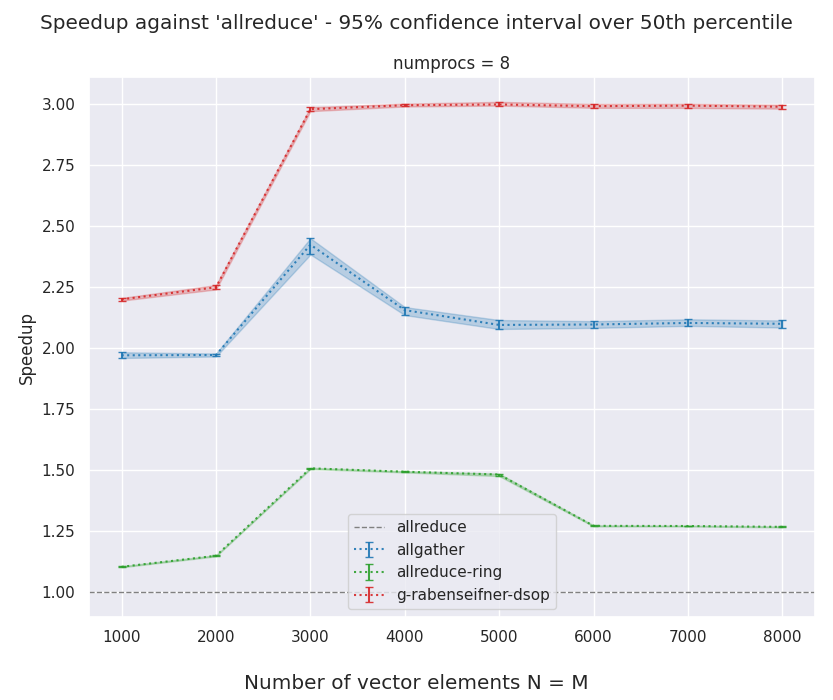 Speedup against 'allreduce' - 95% confidence interval over 50th percentile
numprocs = 8
3.00
2.75
2.50
2.25
2.00
1.75
1.50
1.25
1.00
Speedup
allreduce
allgather
allreduce-ring
g-rabenseifner-dsop
1000 2000 3000 4000 5000 6000 7000 8000
Number of vector elements N = M